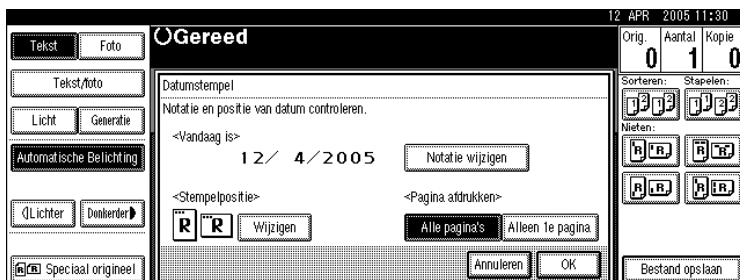 12 APR 2005 11:30
Tekst Foto
Tekst/foto
Licht Generatie
Automatische Belichting
Lichter Donkerder
Speciaal origineel
Gereed
Datumstempel
Notatie en positie van datum controleren.
<Vandaag is>
12/ 4/2005 Notatie wijzigen
<Stempelpositie> <Pagina afdrukken>
R R Wijzigen Alle pagina's Alleen 1e pagina
Annuleren OK
Orig. Aantal Kopie
0 1 0
Sorteren: Stapelen:
Nieten:
Bestand opslaan